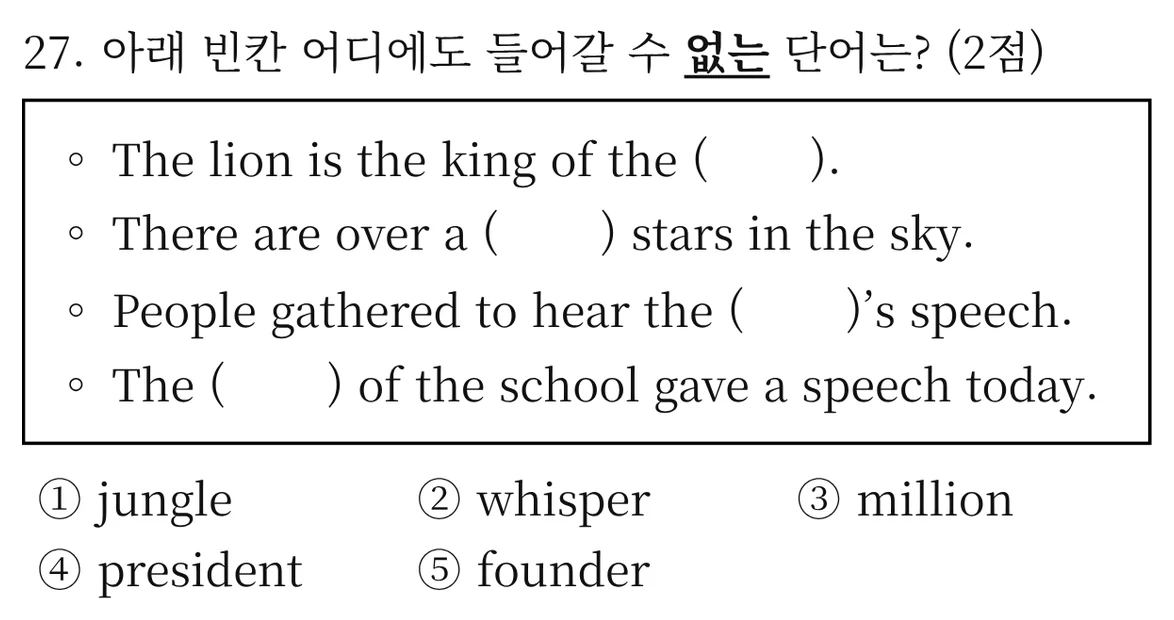 27. 아래 빈칸 어디에도 들어갈 수 없는 단어는? (2점)
◦ The lion is the king of the (      ).
◦ There are over a (      ) stars in the sky.
◦ People gathered to hear the (      )’s speech.
◦ The (      ) of the school gave a speech today.
① jungle ② whisper ③ million
④ president ⑤ founder